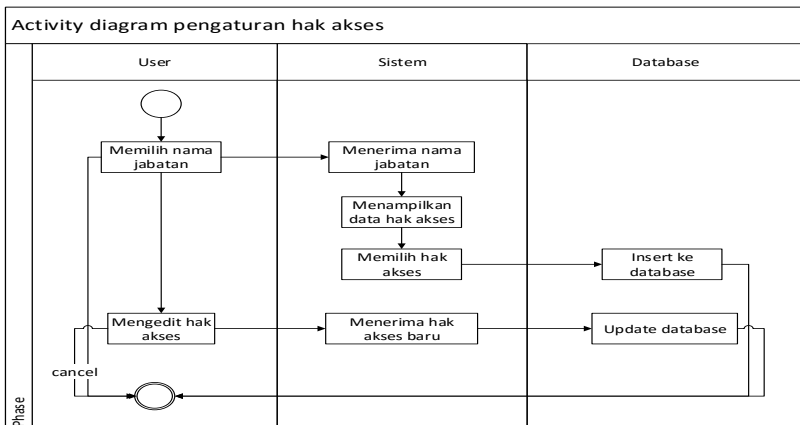 Activity diagram pengaturan hak akses
User
Sistem
Database
Memilih nama
jabatan
Menerima nama
jabatan
Menampilkan
data hak akses
Memilih hak
akses
Insert ke
database
Mengedit hak
akses
Menerima hak
akses baru
Update database
cancel
Phase